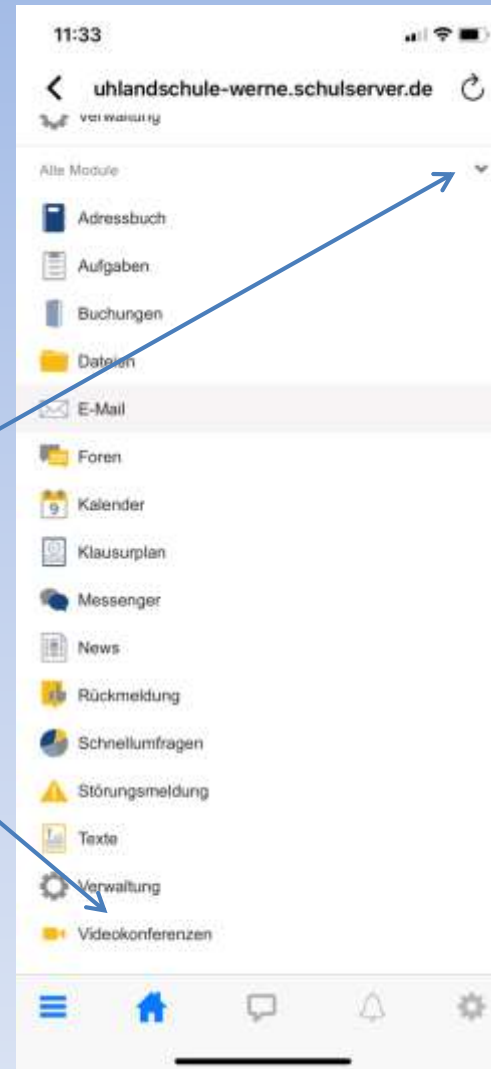 11:33
uhlandschule-werne.schulserver.de
Verwaltung
Alle Module
Adressbuch
Aufgaben
Buchungen
Dateien
E-Mail
Foren
9
Kalender
Klausurplan
Messenger
News
Rückmeldung
Schnellumfragen
Störungsmeldung
Texte
Verwaltung
Videokonferenzen